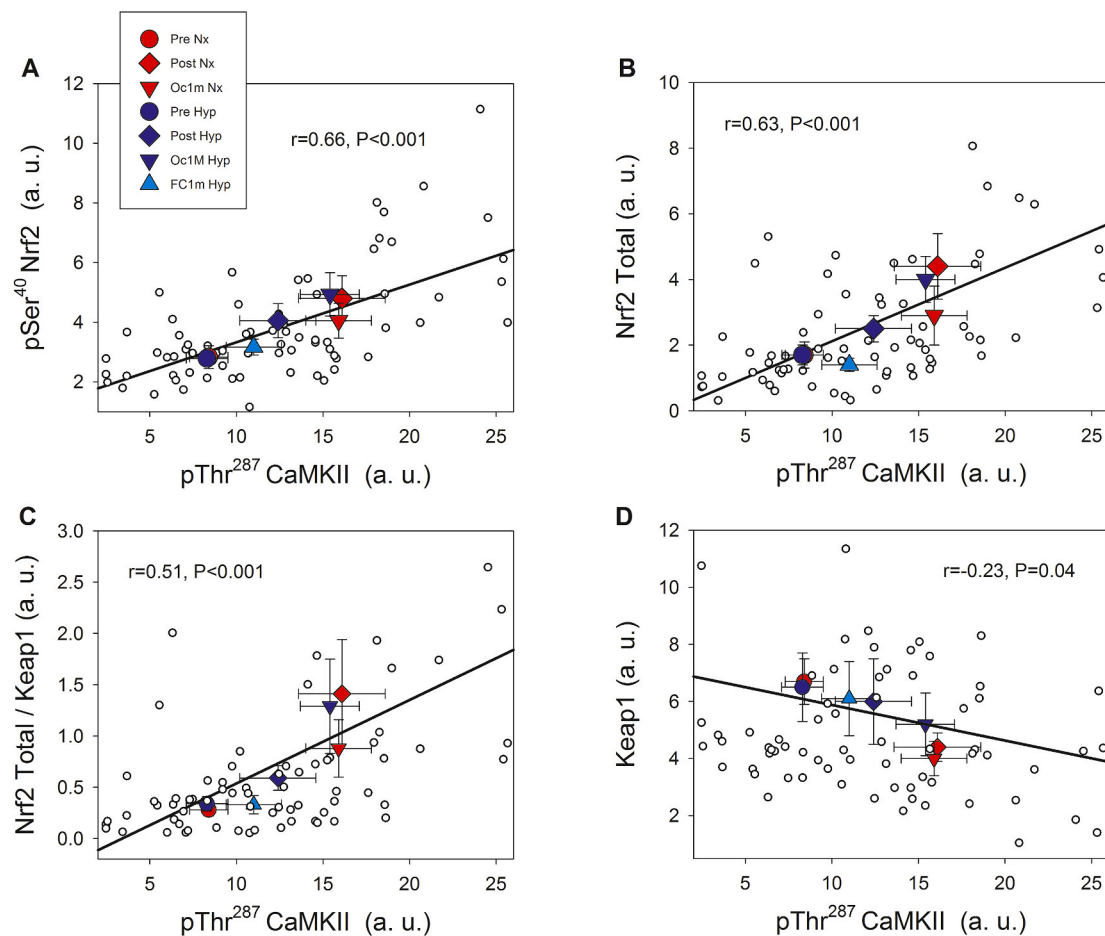 Pre Nx
Post Nx
Oc1m Nx
Pre Hyp
Post Hyp
Oc1M Hyp
FC1m Hyp
A
12
10
8
6
4
2
pSer⁴⁰ Nrf2 (a. u.)
r=0.66, P<0.001
5 10 15 20 25
pThr²⁸⁷ CaMKII (a. u.)
B
10
8
6
4
2
0
Nrf2 Total (a. u.)
r=0.63, P<0.001
5 10 15 20 25
pThr²⁸⁷ CaMKII (a. u.)
C
3.0
2.5
2.0
1.5
1.0
0.5
0.0
Nrf2 Total / Keap1 (a. u.)
r=0.51, P<0.001
5 10 15 20 25
pThr²⁸⁷ CaMKII (a. u.)
D
12
10
8
6
4
2
Keap1 (a. u.)
r=-0.23, P=0.04
5 10 15 20 25
pThr²⁸⁷ CaMKII (a. u.)